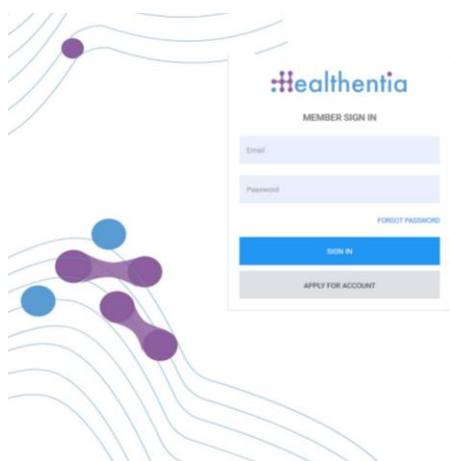 Healthentia
MEMBER SIGN IN
Email
Password
FORGOT PASSWORD
SIGN IN
APPLY FOR ACCOUNT